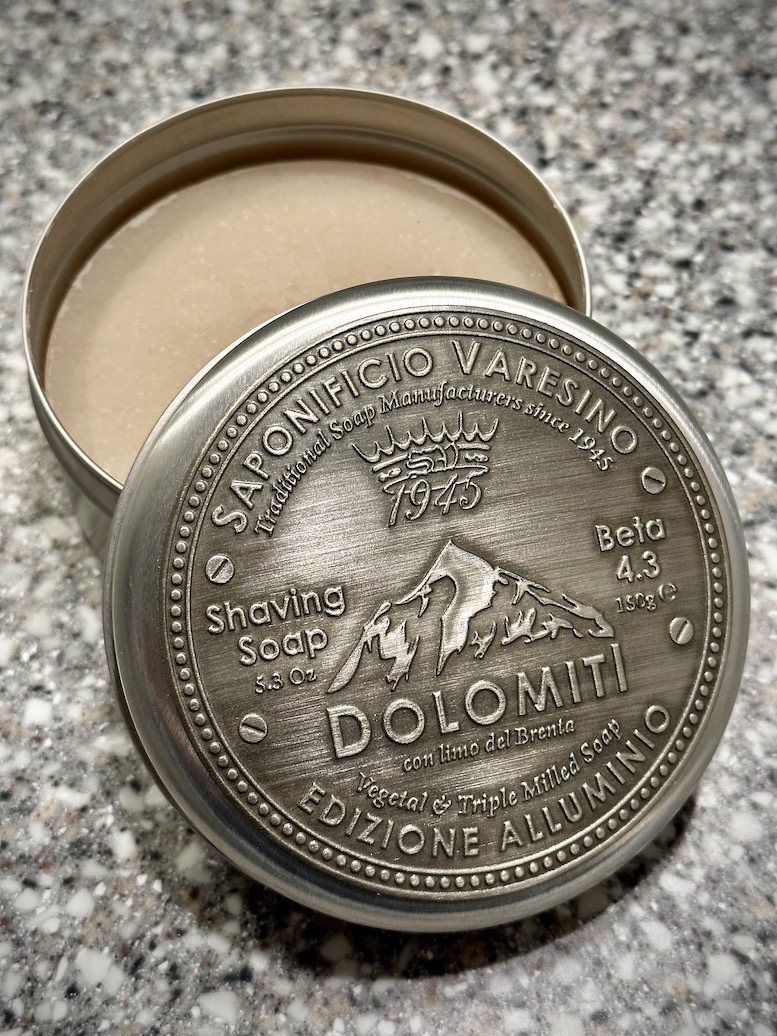 SAPONIFICIO VARESINO
Traditional Soap Manufacturers since 1945
1945
Beta
4.3
150g ℮
Shaving
Soap
5.3 Oz
DOLOMITI
con limo del Brenta
Vegetal & Triple Milled Soap
EDIZIONE ALLUMINIO